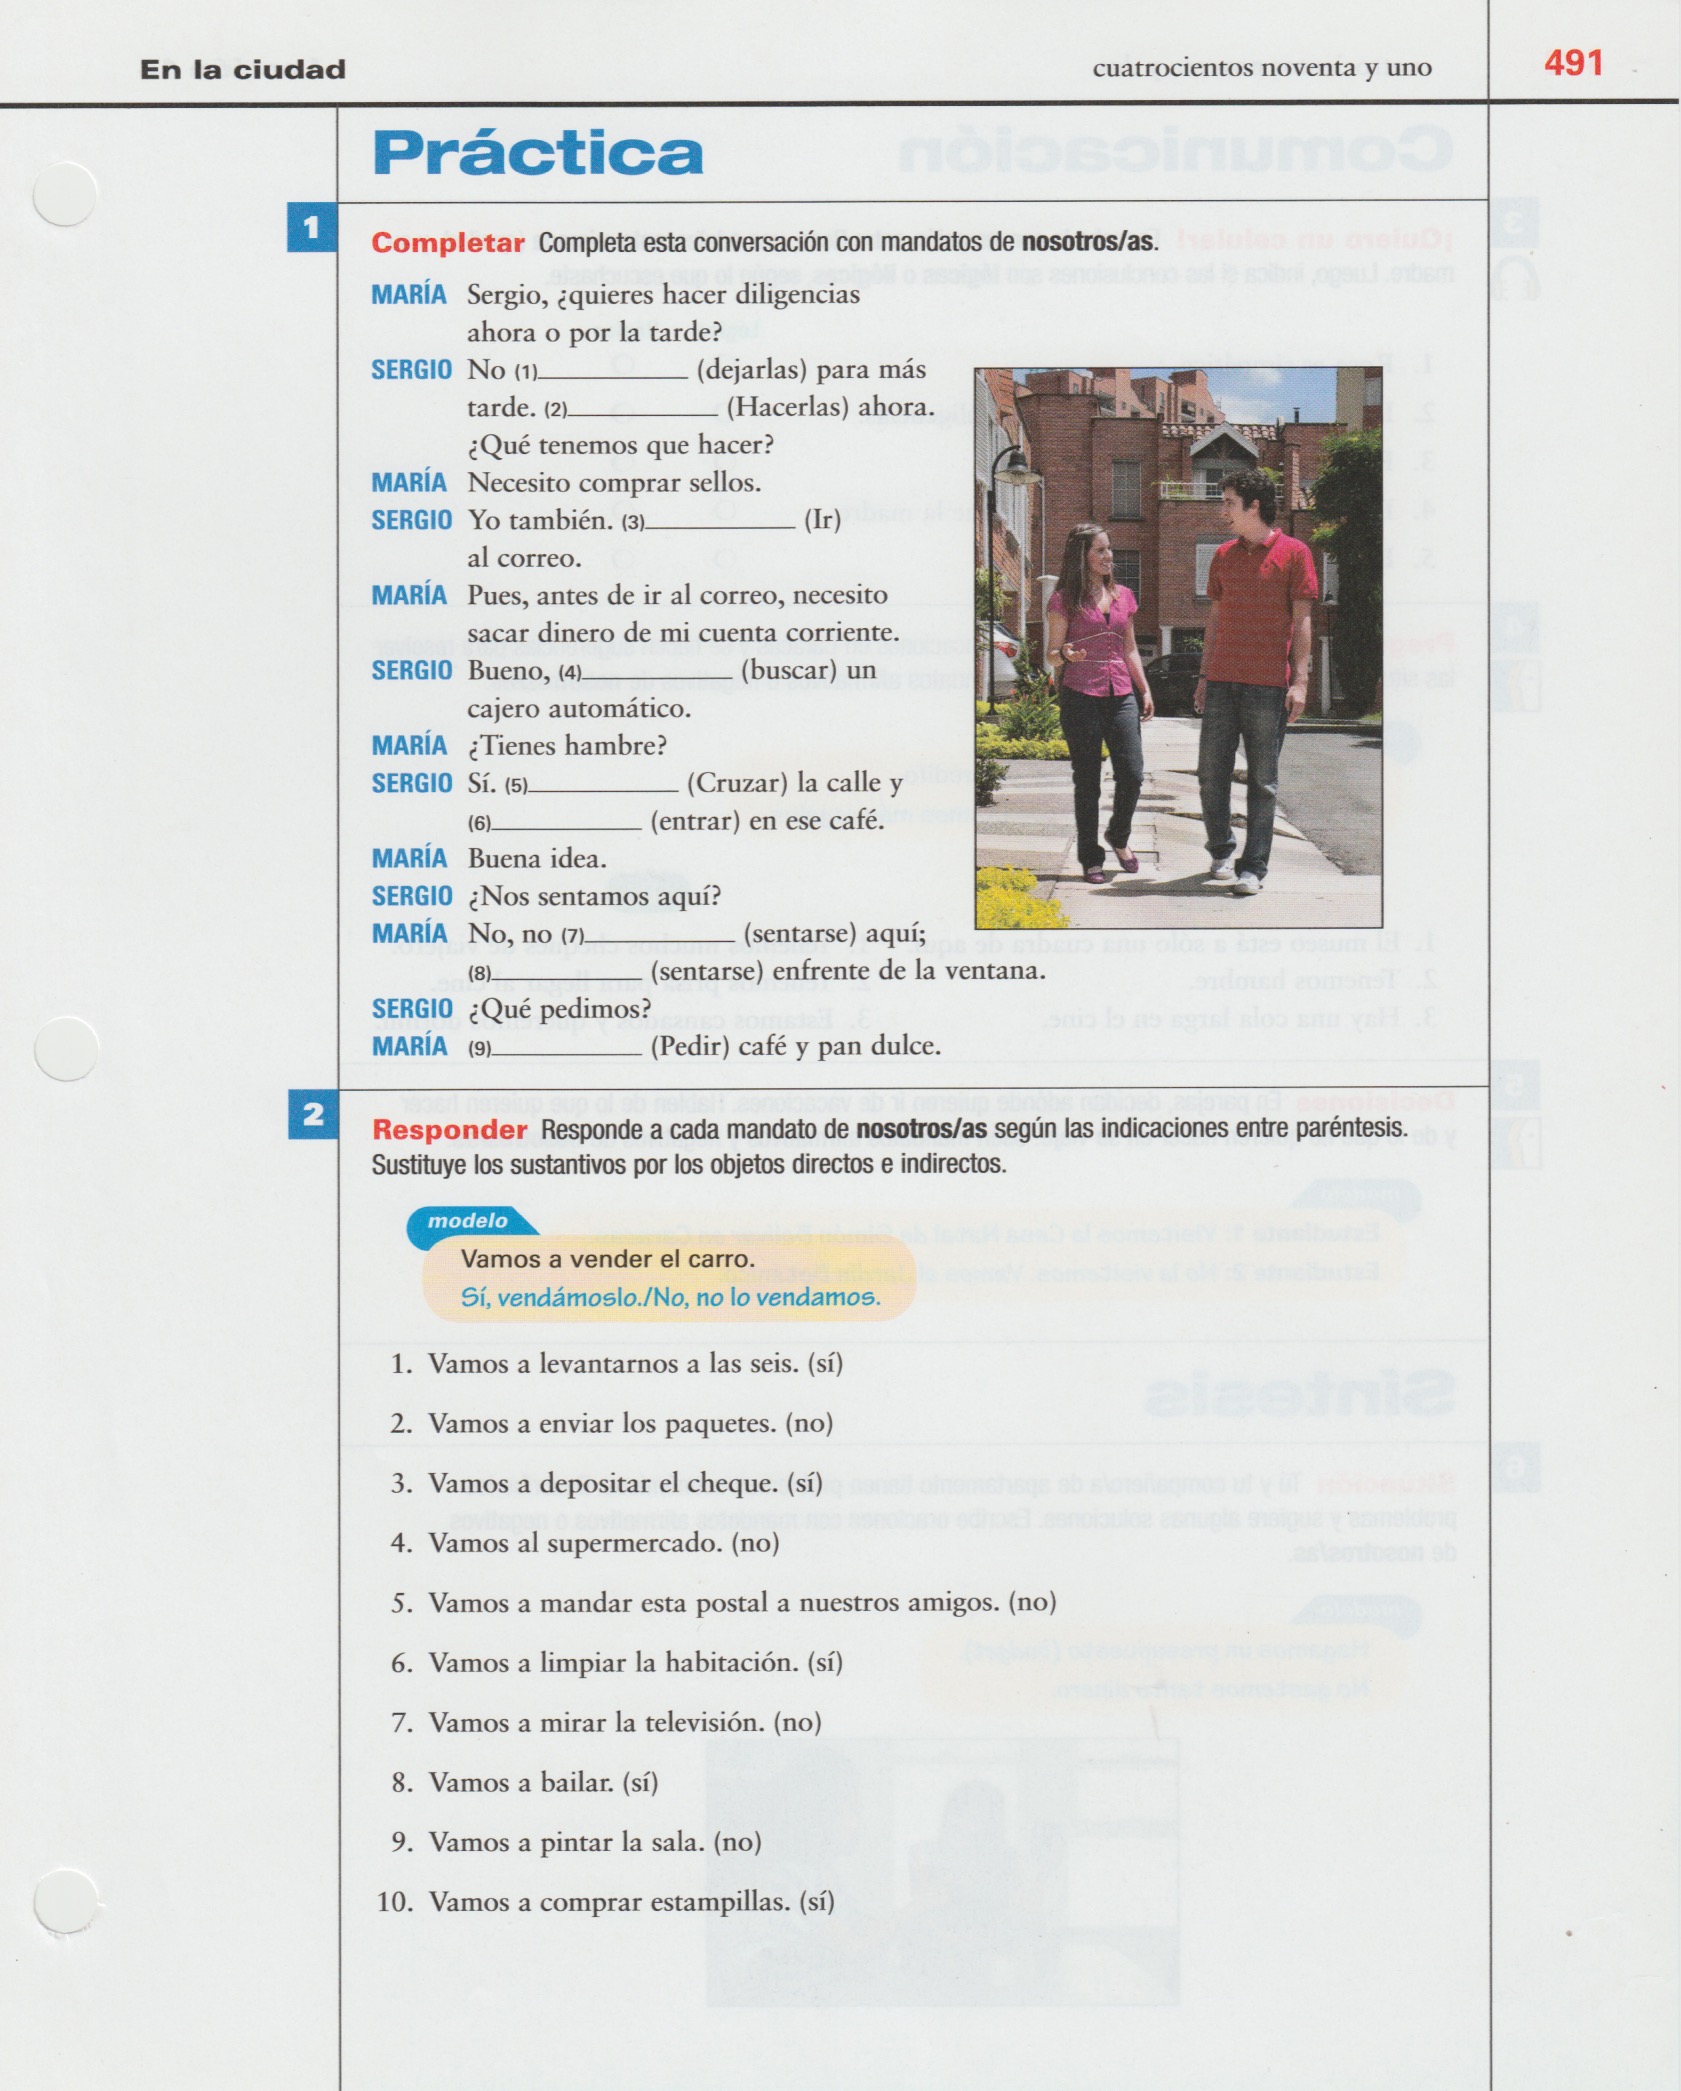 En la ciudad
cuatrocientos noventa y uno
491
Práctica
1
Completar Completa esta conversación con mandatos de nosotros/as.
MARÍA Sergio, ¿quieres hacer diligencias
ahora o por la tarde?
SERGIO No (1)__________ (dejarlas) para más
tarde. (2)__________ (Hacerlas) ahora.
¿Qué tenemos que hacer?
MARÍA Necesito comprar sellos.
SERGIO Yo también. (3)__________ (Ir)
al correo.
MARÍA Pues, antes de ir al correo, necesito
sacar dinero de mi cuenta corriente.
SERGIO Bueno, (4)__________ (buscar) un
cajero automático.
MARÍA ¿Tienes hambre?
SERGIO Sí. (5)__________ (Cruzar) la calle y
(6)__________ (entrar) en ese café.
MARÍA Buena idea.
SERGIO ¿Nos sentamos aquí?
MARÍA No, no (7)__________ (sentarse) aquí;
(8)__________ (sentarse) enfrente de la ventana.
SERGIO ¿Qué pedimos?
MARÍA (9)__________ (Pedir) café y pan dulce.
2
Responder Responde a cada mandato de nosotros/as según las indicaciones entre paréntesis.
Sustituye los sustantivos por los objetos directos e indirectos.
modelo
Vamos a vender el carro.
Sí, vendámoslo./No, no lo vendamos.
1. Vamos a levantarnos a las seis. (sí)
2. Vamos a enviar los paquetes. (no)
3. Vamos a depositar el cheque. (sí)
4. Vamos al supermercado. (no)
5. Vamos a mandar esta postal a nuestros amigos. (no)
6. Vamos a limpiar la habitación. (sí)
7. Vamos a mirar la televisión. (no)
8. Vamos a bailar. (sí)
9. Vamos a pintar la sala. (no)
10. Vamos a comprar estampillas. (sí)